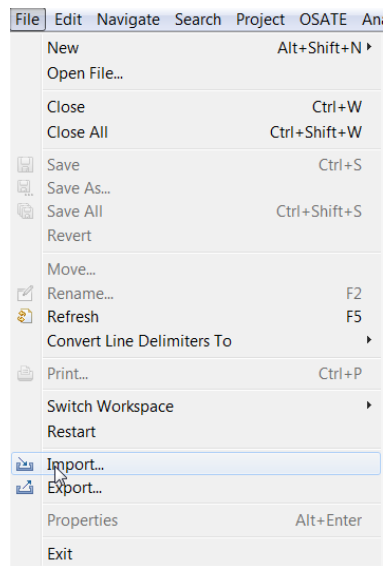 File Edit Navigate Search Project OSATE Ana
New Alt+Shift+N
Open File...
Close Ctrl+W
Close All Ctrl+Shift+W
Save Ctrl+S
Save As...
Save All Ctrl+Shift+S
Revert
Move...
Rename... F2
Refresh F5
Convert Line Delimiters To
Print... Ctrl+P
Switch Workspace
Restart
Import...
Export...
Properties Alt+Enter
Exit